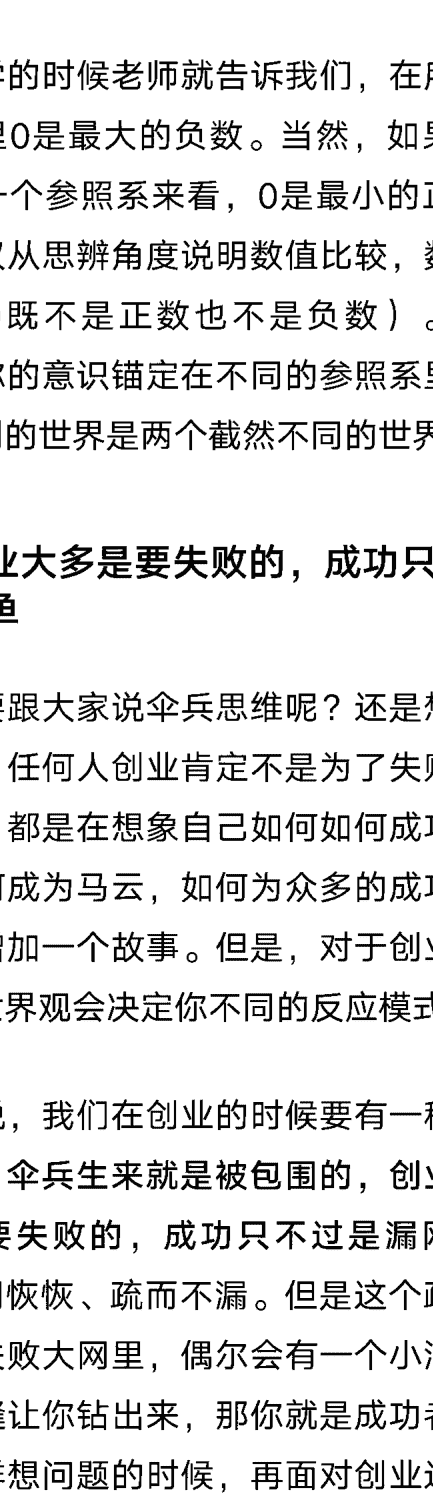 的时候老师就告诉我们，在
0是最大的负数。当然，如
一个参照系来看，0是最小的
从思辨角度说明数值比较，
既不是正数也不是负数）。
的意识锚定在不同的参照系
的世界是两个截然不同的世界
业大多是要失败的，成功只
鱼
要跟大家说伞兵思维呢？还是
任何人创业肯定不是为了失败
都是在想象自己如何如何成功
成为马云，如何为众多的成功
增加一个故事。但是，对于创业
世界观会决定你不同的反应模式
，我们在创业的时候要有一种
伞兵生来就是被包围的，创业
要失败的，成功只不过是漏网
恢恢、疏而不漏。但是这个
失败大网里，偶尔会有一个小
缝让你钻出来，那你就是成功者
想问题的时候，再面对创业